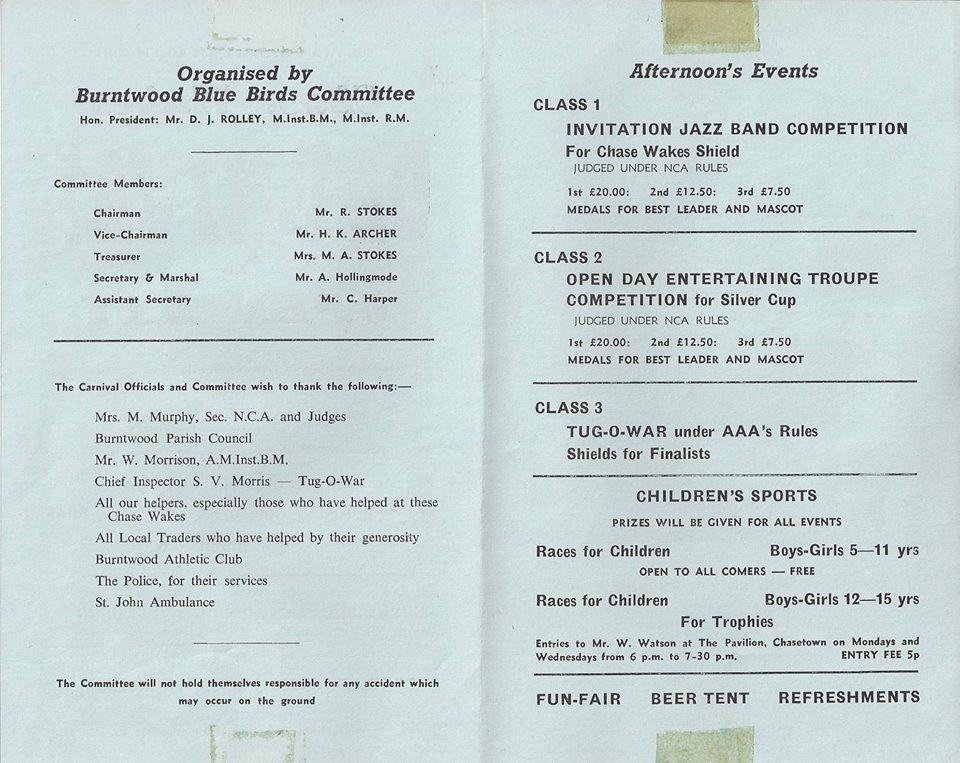 Organised by
Burntwood Blue Birds Committee
Hon. President: Mr. D. J. ROLLEY, M.Inst.B.M., M.Inst. R.M.
Committee Members:
Chairman Mr. R. STOKES
Vice-Chairman Mr. H. K. ARCHER
Treasurer Mrs. M. A. STOKES
Secretary & Marshal Mr. A. Hollingmode
Assistant Secretary Mr. C. Harper
The Carnival Officials and Committee wish to thank the following:—
Mrs. M. Murphy, Sec. N.C.A. and Judges
Burntwood Parish Council
Mr. W. Morrison, A.M.Inst.B.M.
Chief Inspector S. V. Morris — Tug-O-War
All our helpers, especially those who have helped at these
Chase Wakes
All Local Traders who have helped by their generosity
Burntwood Athletic Club
The Police, for their services
St. John Ambulance
The Committee will not hold themselves responsible for any accident which
may occur on the ground
Afternoon's Events
CLASS 1
INVITATION JAZZ BAND COMPETITION
For Chase Wakes Shield
JUDGED UNDER NCA RULES
1st £20.00: 2nd £12.50: 3rd £7.50
MEDALS FOR BEST LEADER AND MASCOT
CLASS 2
OPEN DAY ENTERTAINING TROUPE
COMPETITION for Silver Cup
JUDGED UNDER NCA RULES
1st £20.00: 2nd £12.50: 3rd £7.50
MEDALS FOR BEST LEADER AND MASCOT
CLASS 3
TUG-O-WAR under AAA's Rules
Shields for Finalists
CHILDREN'S SPORTS
PRIZES WILL BE GIVEN FOR ALL EVENTS
Races for Children Boys-Girls 5—11 yrs
OPEN TO ALL COMERS — FREE
Races for Children Boys-Girls 12—15 yrs
For Trophies
Entries to Mr. W. Watson at The Pavilion, Chasetown on Mondays and
Wednesdays from 6 p.m. to 7-30 p.m. ENTRY FEE 5p
FUN-FAIR BEER TENT REFRESHMENTS